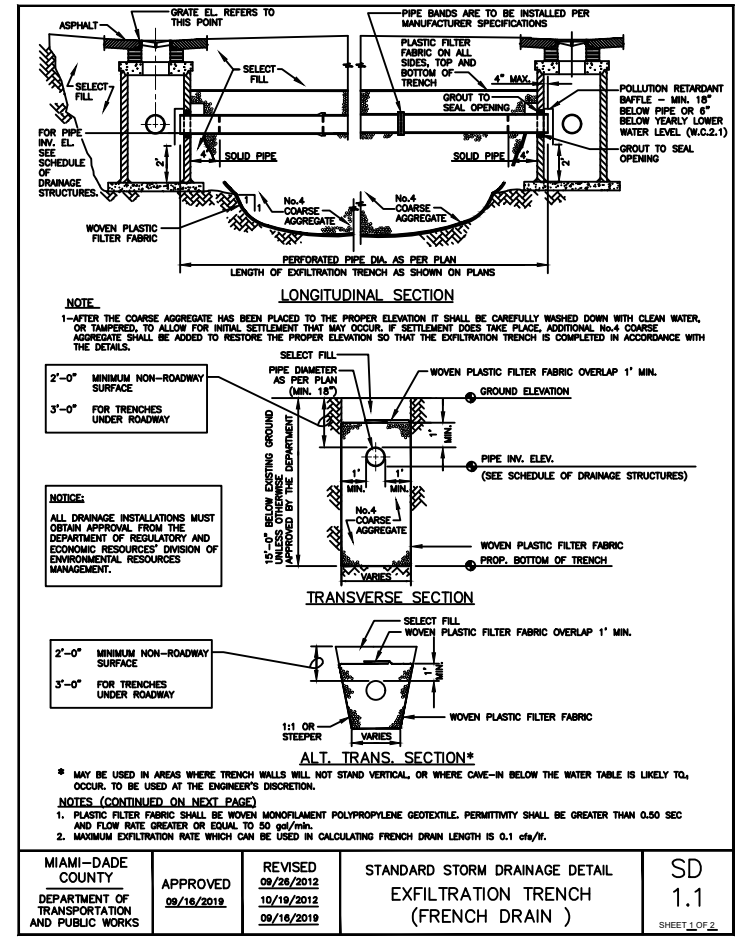 GRATE EL. REFERS TO
THIS POINT
ASPHALT
PIPE BANDS ARE TO BE INSTALLED PER
MANUFACTURER SPECIFICATIONS
PLASTIC FILTER
FABRIC ON ALL
SIDES, TOP AND
BOTTOM OF
TRENCH
4" MAX.
SELECT
FILL
SELECT
FILL
GROUT TO
SEAL OPENING
POLLUTION RETARDANT
BAFFLE - MIN. 18"
BELOW PIPE OR 6"
BELOW YEARLY LOWER
WATER LEVEL (W.C.2.1)
GROUT TO SEAL
OPENING
FOR PIPE
INV. EL.
SEE
SCHEDULE
OF
DRAINAGE
STRUCTURES.
2'
4'
SOLID PIPE
SOLID PIPE
4'
2'
1
1
No.4
COARSE
AGGREGATE
No.4
COARSE
AGGREGATE
WOVEN PLASTIC
FILTER FABRIC
PERFORATED PIPE DIA. AS PER PLAN
LENGTH OF EXFILTRATION TRENCH AS SHOWN ON PLANS
LONGITUDINAL SECTION
NOTE
1-AFTER THE COARSE AGGREGATE HAS BEEN PLACED TO THE PROPER ELEVATION IT SHALL BE CAREFULLY WASHED DOWN WITH CLEAN WATER,
OR TAMPERED, TO ALLOW FOR INITIAL SETTLEMENT THAT MAY OCCUR. IF SETTLEMENT DOES TAKE PLACE, ADDITIONAL No.4 COARSE
AGGREGATE SHALL BE ADDED TO RESTORE THE PROPER ELEVATION SO THAT THE EXFILTRATION TRENCH IS COMPLETED IN ACCORDANCE WITH
THE DETAILS.
2'-0" MINIMUM NON-ROADWAY
SURFACE
3'-0" FOR TRENCHES
UNDER ROADWAY
SELECT FILL
PIPE DIAMETER
AS PER PLAN
(MIN. 18")
WOVEN PLASTIC FILTER FABRIC OVERLAP 1' MIN.
GROUND ELEVATION
1'
MIN.
PIPE INV. ELEV.
(SEE SCHEDULE OF DRAINAGE STRUCTURES)
15'-0" BELOW EXISTING GROUND
UNLESS OTHERWISE
APPROVED BY THE DEPARTMENT
1'
MIN.
1'
MIN.
No.4
COARSE
AGGREGATE
WOVEN PLASTIC FILTER FABRIC
PROP. BOTTOM OF TRENCH
VARIES
NOTICE:
ALL DRAINAGE INSTALLATIONS MUST
OBTAIN APPROVAL FROM THE
DEPARTMENT OF REGULATORY AND
ECONOMIC RESOURCES' DIVISION OF
ENVIRONMENTAL RESOURCES
MANAGEMENT.
TRANSVERSE SECTION
2'-0" MINIMUM NON-ROADWAY
SURFACE
3'-0" FOR TRENCHES
UNDER ROADWAY
SELECT FILL
WOVEN PLASTIC FILTER FABRIC OVERLAP 1' MIN.
1'
MIN.
1:1 OR
STEEPER
VARIES
WOVEN PLASTIC FILTER FABRIC
ALT. TRANS. SECTION*
* MAY BE USED IN AREAS WHERE TRENCH WALLS WILL NOT STAND VERTICAL, OR WHERE CAVE-IN BELOW THE WATER TABLE IS LIKELY TO,
OCCUR. TO BE USED AT THE ENGINEER'S DISCRETION.
NOTES (CONTINUED ON NEXT PAGE)
1. PLASTIC FILTER FABRIC SHALL BE WOVEN MONOFILAMENT POLYPROPYLENE GEOTEXTILE. PERMITIVITY SHALL BE GREATER THAN 0.50 SEC
AND FLOW RATE GREATER OR EQUAL TO 50 gal/min.
2. MAXIMUM EXFILTRATION RATE WHICH CAN BE USED IN CALCULATING FRENCH DRAIN LENGTH IS 0.1 cfs/lf.
MIAMI-DADE
COUNTY
DEPARTMENT OF
TRANSPORTATION
AND PUBLIC WORKS
APPROVED
09/16/2019
REVISED
09/26/2012
10/19/2012
09/16/2019
STANDARD STORM DRAINAGE DETAIL
EXFILTRATION TRENCH
(FRENCH DRAIN )
SD
1.1
SHEET 1 OF 2